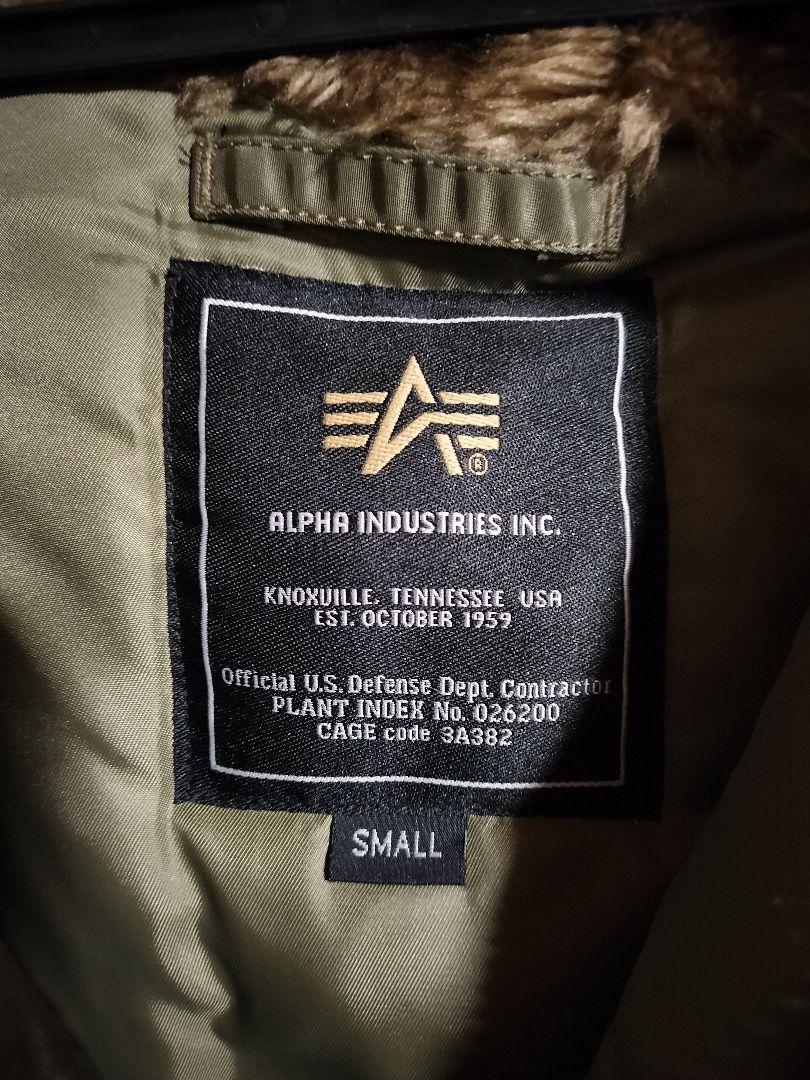 ®
ALPHA INDUSTRIES INC.
KNOXVILLE, TENNESSEE USA
EST. OCTOBER 1959
Official U.S. Defense Dept. Contractor
PLANT INDEX No. 026200
CAGE code 3A382
SMALL